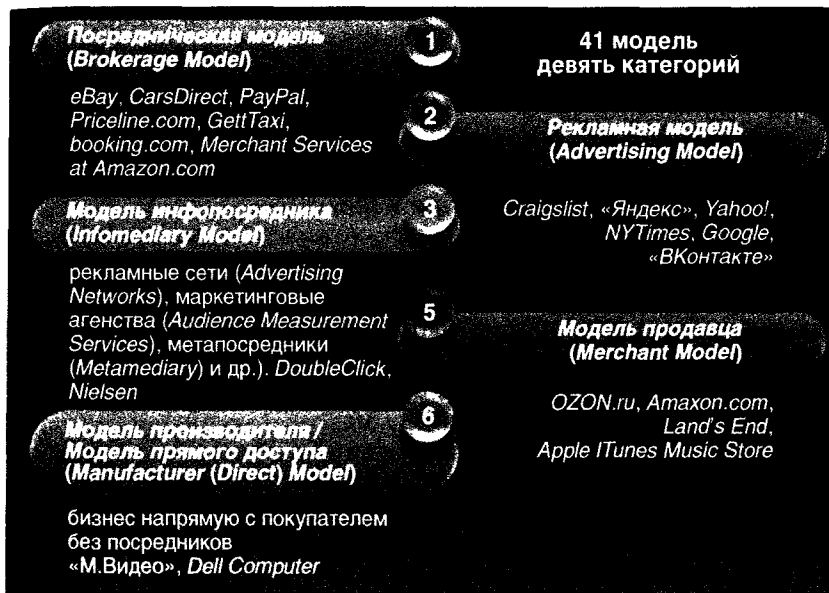 Посредническая модель
(Brokerage Model)
1
eBay, CarsDirect, PayPal,
Priceline.com, GettTaxi,
booking.com, Merchant Services
at Amazon.com
41 модель
девять категорий
2
Рекламная модель
(Advertising Model)
Craigslist, «Яндекс», Yahoo!,
NYTimes, Google,
«ВКонтакте»
Модель инфопосредника
(Infomediary Model)
3
рекламные сети (Advertising
Networks), маркетинговые
агенства (Audience Measurement
Services), метапосредники
(Metamediary) и др.). DoubleClick,
Nielsen
5
Модель продавца
(Merchant Model)
OZON.ru, Amaxon.com,
Land's End,
Apple ITunes Music Store
Модель производителя /
Модель прямого доступа
(Manufacturer (Direct) Model)
6
бизнес напрямую с покупателем
без посредников
«М.Видео», Dell Computer